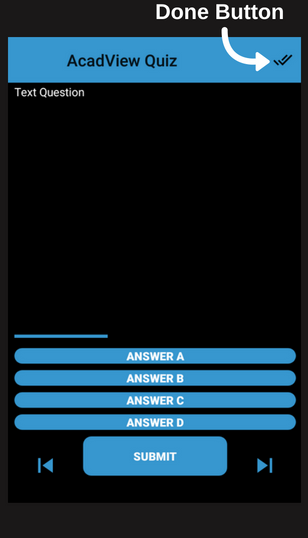 Done Button
AcadView Quiz
Text Question
ANSWER A
ANSWER B
ANSWER C
ANSWER D
SUBMIT